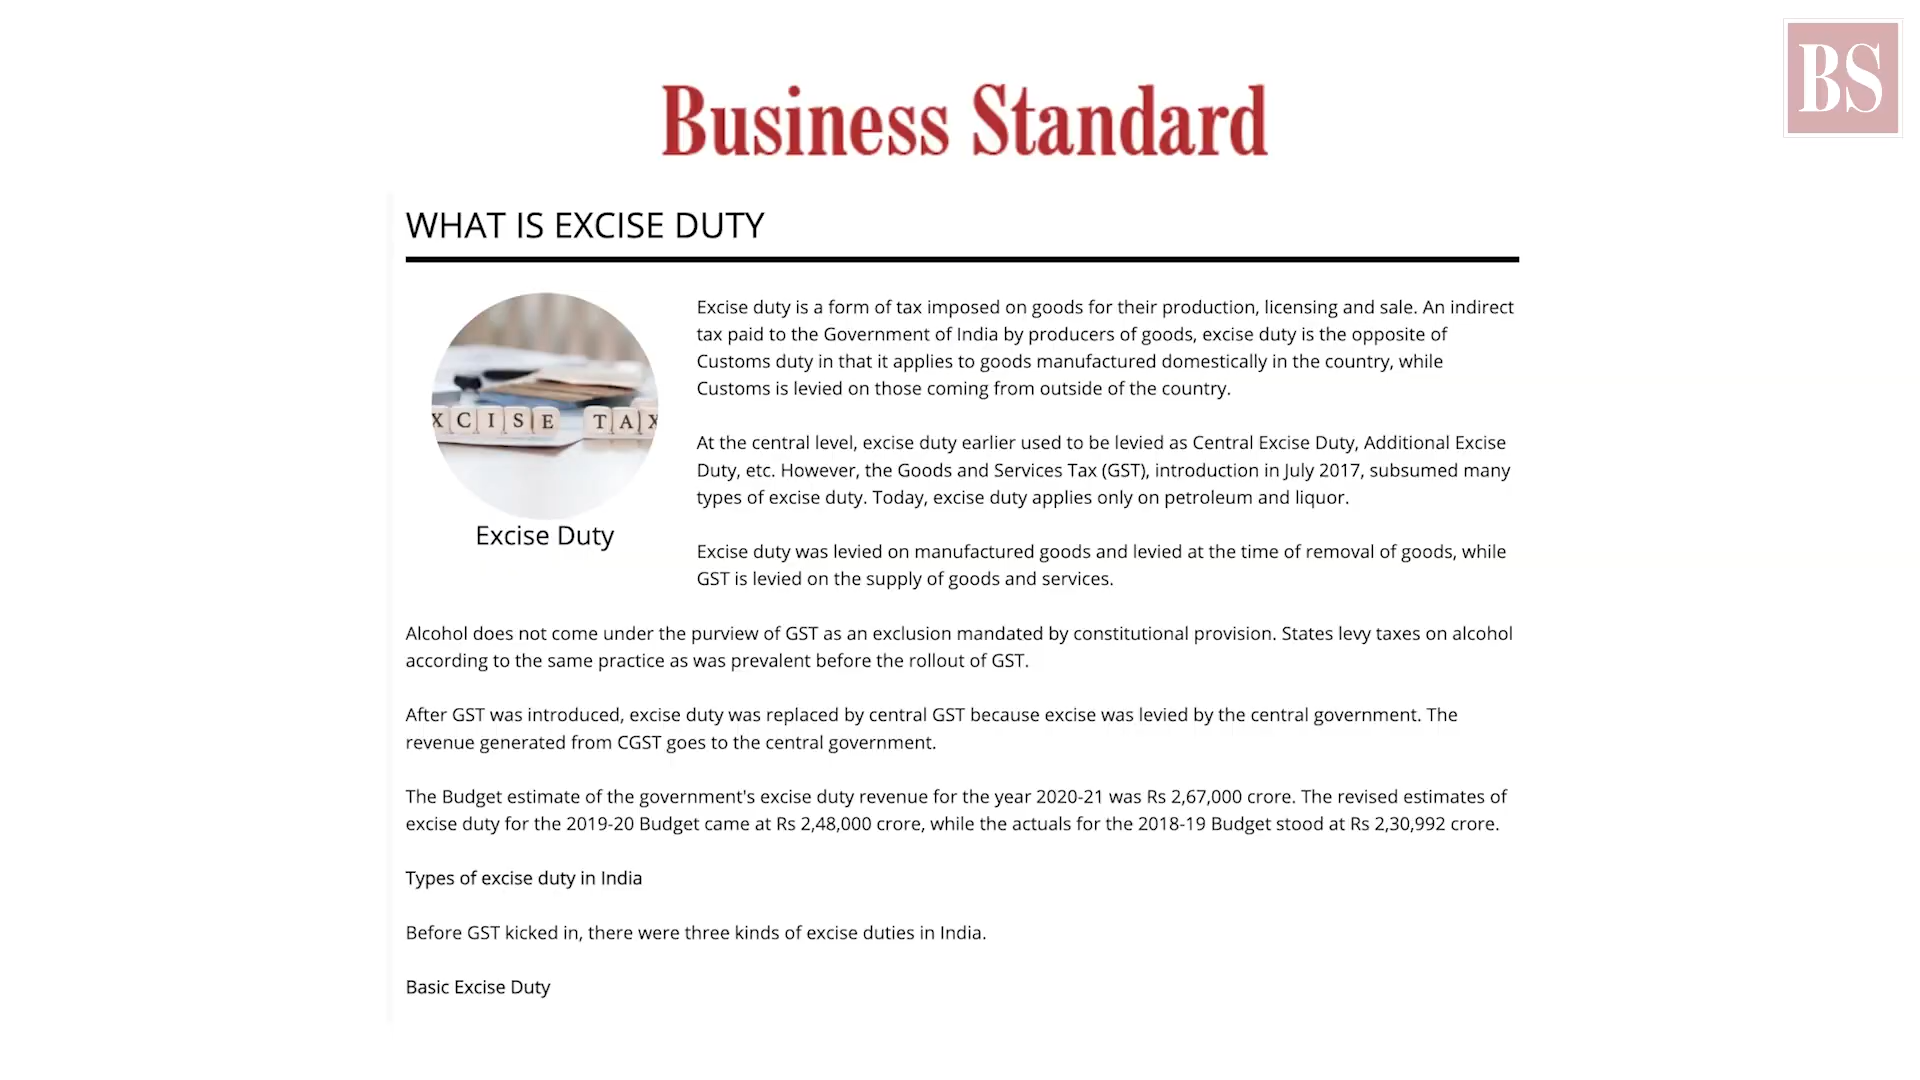 BS
Business Standard
WHAT IS EXCISE DUTY
XCISE TAX
Excise Duty
Excise duty is a form of tax imposed on goods for their production, licensing and sale. An indirect
tax paid to the Government of India by producers of goods, excise duty is the opposite of
Customs duty in that it applies to goods manufactured domestically in the country, while
Customs is levied on those coming from outside of the country.
At the central level, excise duty earlier used to be levied as Central Excise Duty, Additional Excise
Duty, etc. However, the Goods and Services Tax (GST), introduction in July 2017, subsumed many
types of excise duty. Today, excise duty applies only on petroleum and liquor.
Excise duty was levied on manufactured goods and levied at the time of removal of goods, while
GST is levied on the supply of goods and services.
Alcohol does not come under the purview of GST as an exclusion mandated by constitutional provision. States levy taxes on alcohol
according to the same practice as was prevalent before the rollout of GST.
After GST was introduced, excise duty was replaced by central GST because excise was levied by the central government. The
revenue generated from CGST goes to the central government.
The Budget estimate of the government's excise duty revenue for the year 2020-21 was Rs 2,67,000 crore. The revised estimates of
excise duty for the 2019-20 Budget came at Rs 2,48,000 crore, while the actuals for the 2018-19 Budget stood at Rs 2,30,992 crore.
Types of excise duty in India
Before GST kicked in, there were three kinds of excise duties in India.
Basic Excise Duty